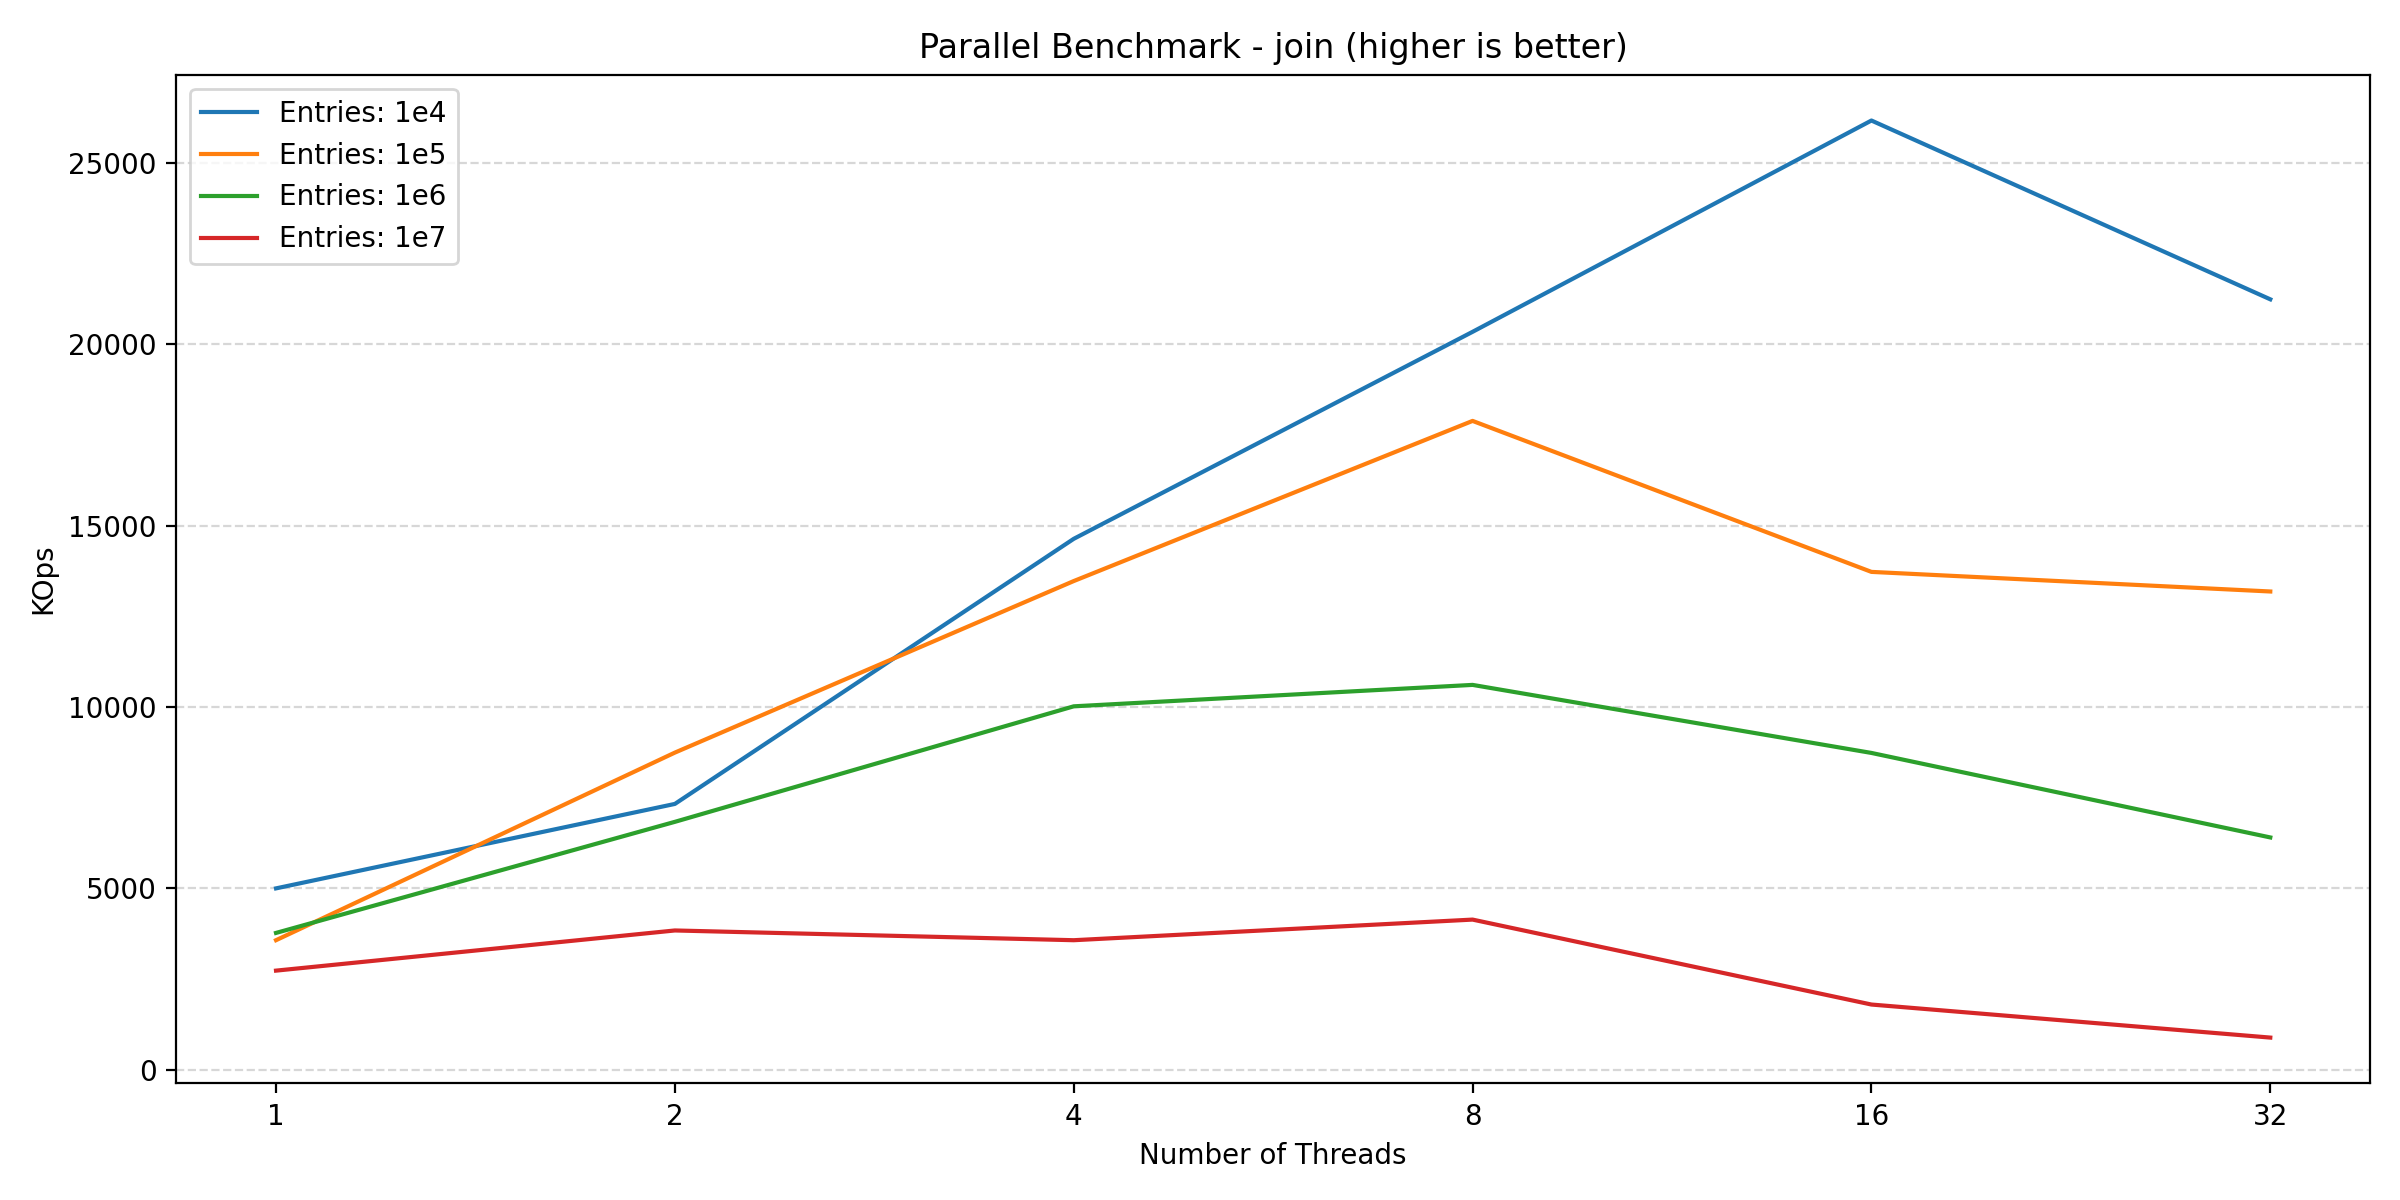 Parallel Benchmark - join (higher is better)
Entries: 1e4
Entries: 1e5
Entries: 1e6
Entries: 1e7
25000
20000
15000
10000
5000
0
KOps
1 2 4 8 16 32
Number of Threads